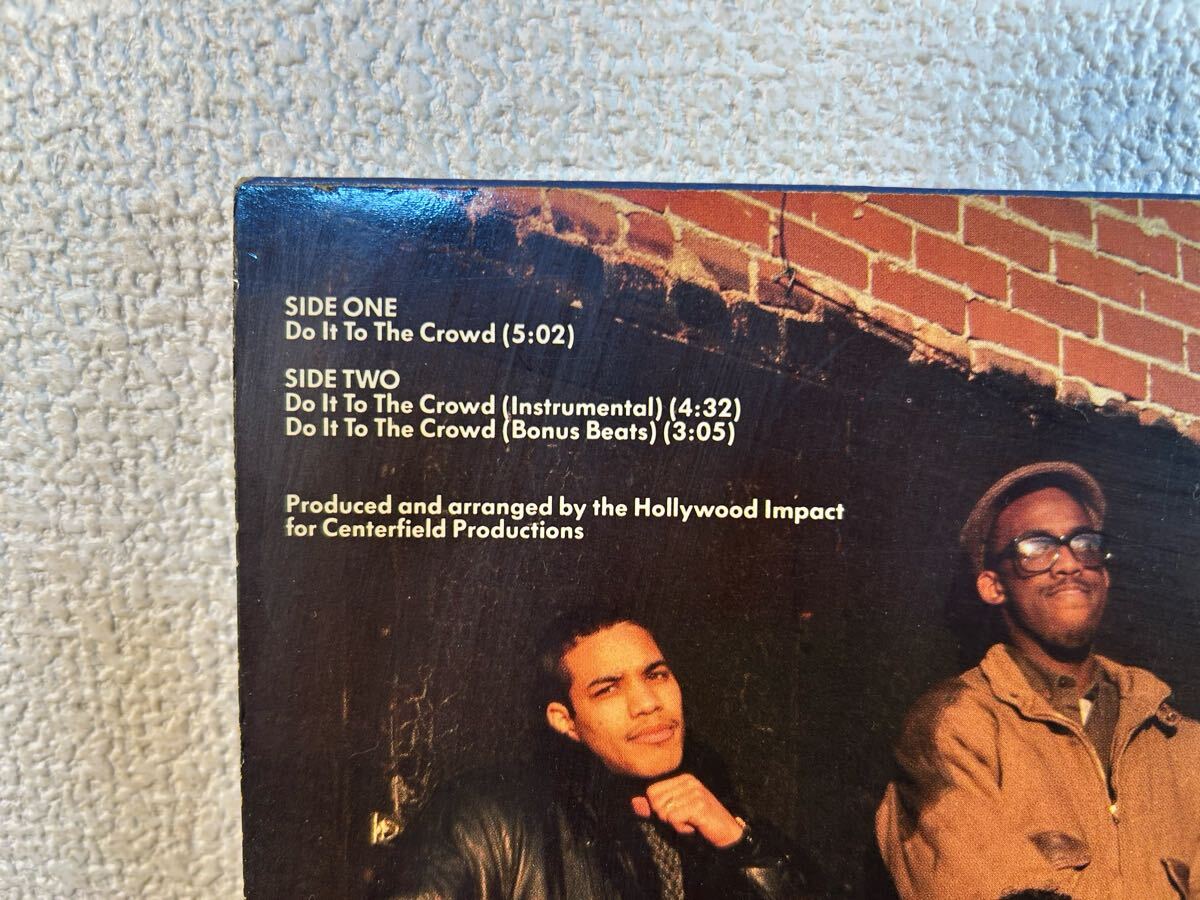 SIDE ONE
Do It To The Crowd (5:02)
SIDE TWO
Do It To The Crowd (Instrumental) (4:32)
Do It To The Crowd (Bonus Beats) (3:05)
Produced and arranged by the Hollywood Impact
for Centerfield Productions